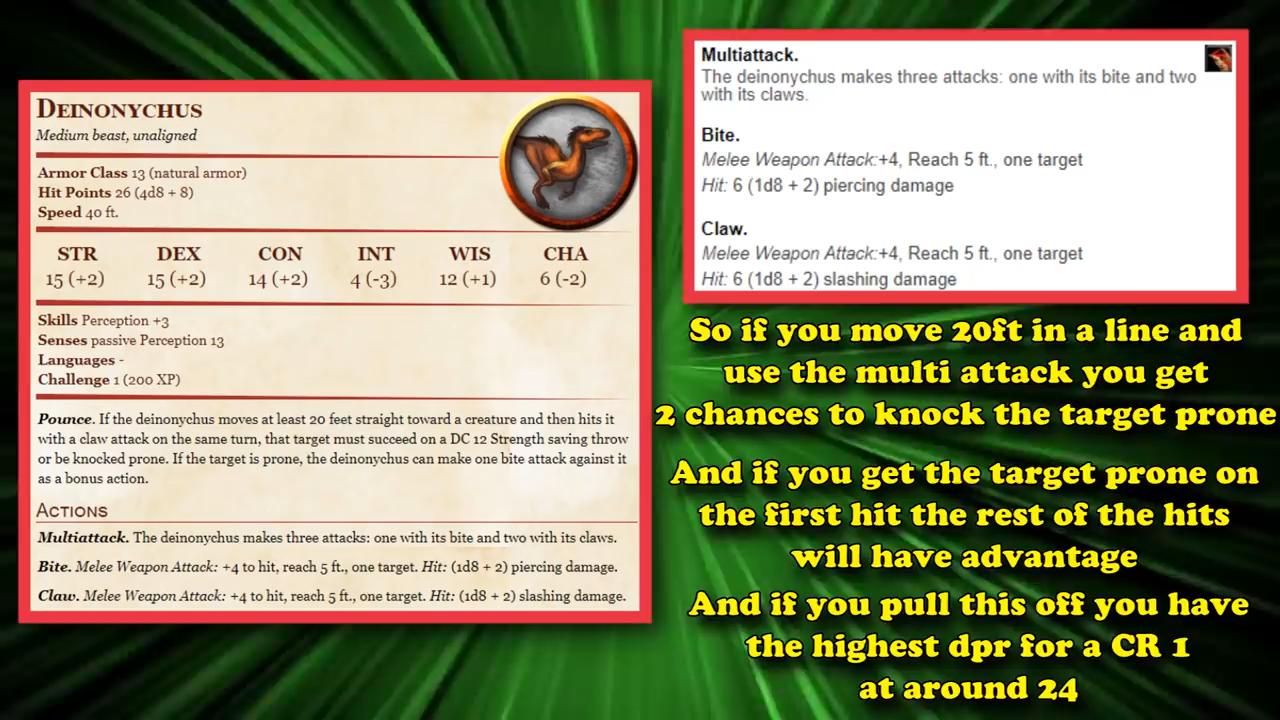 DEINONYCHUS
Medium beast, unaligned
Armor Class 13 (natural armor)
Hit Points 26 (4d8 + 8)
Speed 40 ft.
STR DEX CON INT WIS CHA
15 (+2) 15 (+2) 14 (+2) 4 (-3) 12 (+1) 6 (-2)
Skills Perception +3
Senses passive Perception 13
Languages -
Challenge 1 (200 XP)
Pounce. If the deinonychus moves at least 20 feet straight toward a creature and then hits it
with a claw attack on the same turn, that target must succeed on a DC 12 Strength saving throw
or be knocked prone. If the target is prone, the deinonychus can make one bite attack against it
as a bonus action.
ACTIONS
Multiattack. The deinonychus makes three attacks: one with its bite and two with its claws.
Bite. Melee Weapon Attack: +4 to hit, reach 5 ft., one target. Hit: (1d8 + 2) piercing damage.
Claw. Melee Weapon Attack: +4 to hit, reach 5 ft., one target. Hit: (1d8 + 2) slashing damage.
Multiattack.
The deinonychus makes three attacks: one with its bite and two
with its claws.
Bite.
Melee Weapon Attack:+4, Reach 5 ft., one target
Hit: 6 (1d8 + 2) piercing damage
Claw.
Melee Weapon Attack:+4, Reach 5 ft., one target
Hit: 6 (1d8 + 2) slashing damage
So if you move 20ft in a line and
use the multi attack you get
2 chances to knock the target prone
And if you get the target prone on
the first hit the rest of the hits
will have advantage
And if you pull this off you have
the highest dpr for a CR 1
at around 24